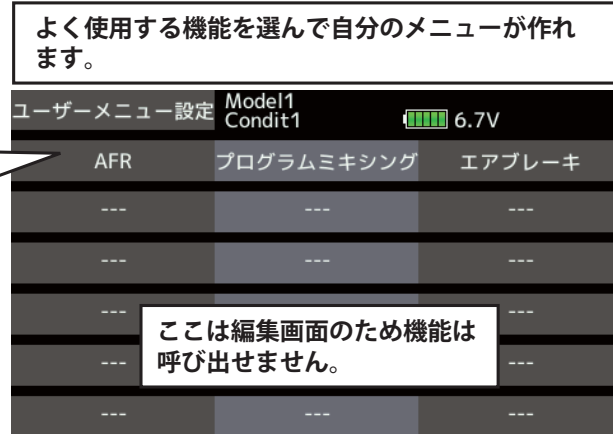 よく使用する機能を選んで自分のメニューが作れ
ます。
ユーザーメニュー設定 Model1
Condit1 6.7V
AFR プログラムミキシング エアブレーキ
--- --- ---
--- --- ---
--- ---
ここは編集画面のため機能は
呼び出せません。
--- ---
--- --- ---